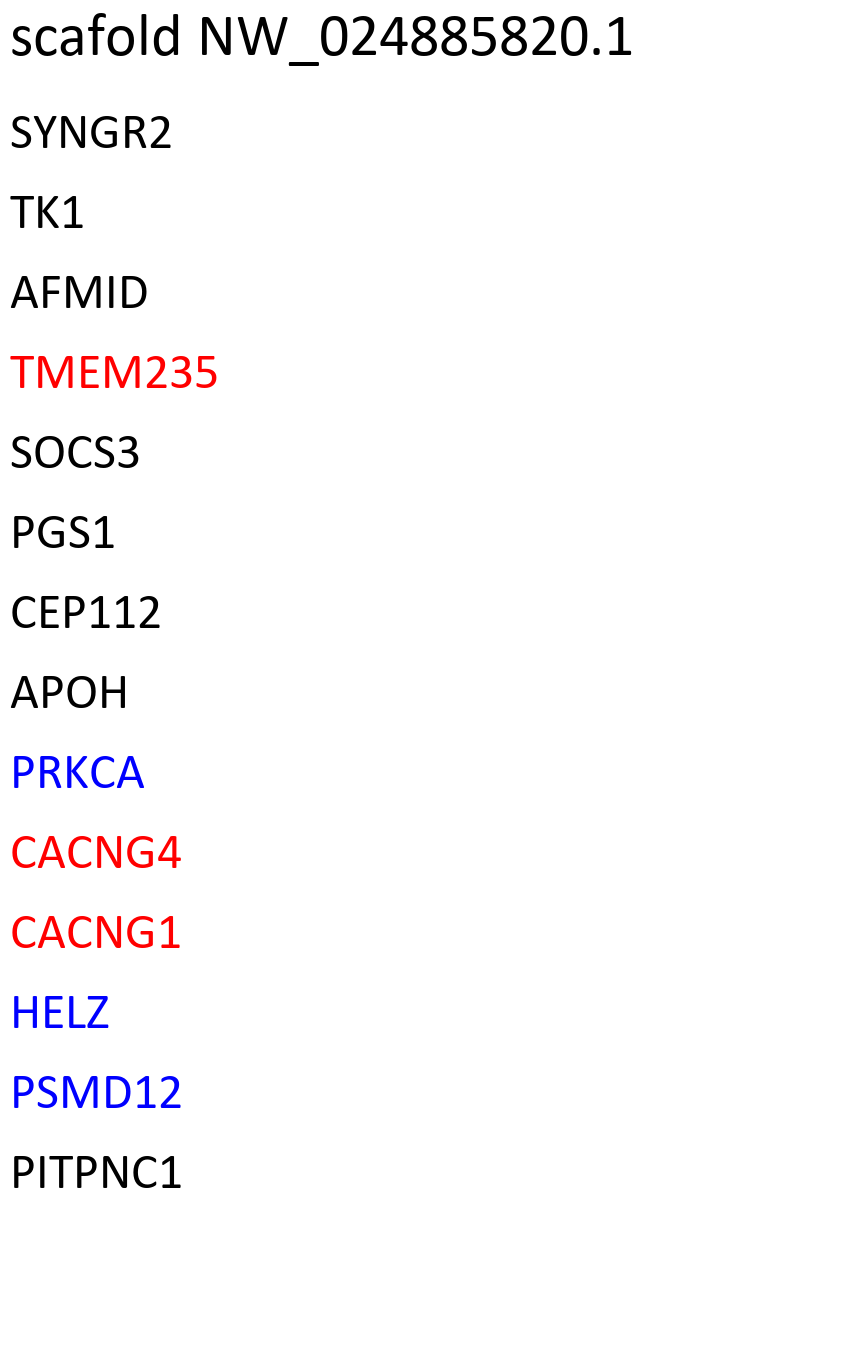 scafold NW_024885820.1
SYNGR2
TK1
AFMID
TMEM235
SOCS3
PGS1
CEP112
APOH
PRKCA
CACNG4
CACNG1
HELZ
PSMD12
PITPNC1